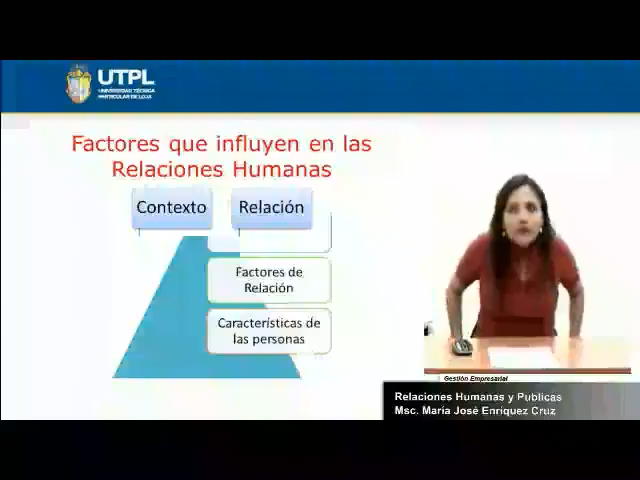 UTPL
UNIVERSIDAD TÉCNICA
PARTICULAR DE LOJA
Factores que influyen en las
Relaciones Humanas
Contexto
Relación
Factores de
Relación
Características de
las personas
Gestión Empresarial
Relaciones Humanas y Publicas
Msc. María José Enríquez Cruz